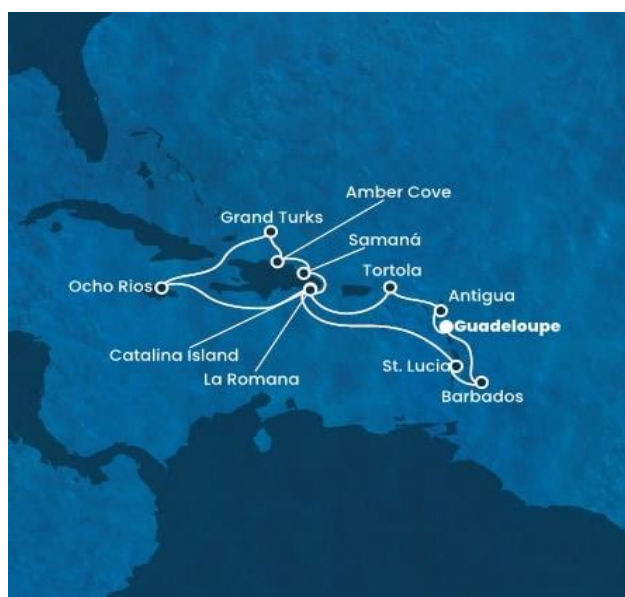 Amber Cove
Grand Turks
Samaná
Tortola
Ocho Rios
Antigua
Guadeloupe
Catalina Island
St. Lucia
La Romana
Barbados